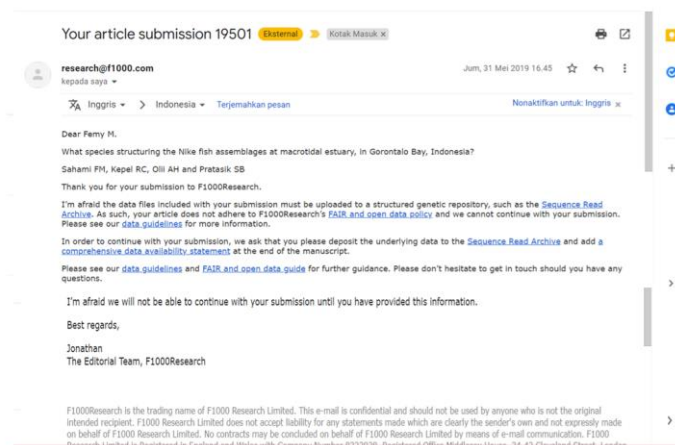 Your article submission 19501 Eksternal Kotak Masuk ×
research@f1000.com Jum, 31 Mei 2019 16.45
kepada saya
Inggris > Indonesia Terjemahkan pesan Nonaktifkan untuk: Inggris ×
Dear Femy M.
What species structuring the Nike fish assemblages at macrotidal estuary, in Gorontalo Bay, Indonesia?
Sahami FM, Kepel RC, Olii AH and Pratasik SB
Thank you for your submission to F1000Research.
I'm afraid the data files included with your submission must be uploaded to a structured genetic repository, such as the Sequence Read
Archive. As such, your article does not adhere to F1000Research's FAIR and open data policy and we cannot continue with your submission.
Please see our data guidelines for more information.
In order to continue with your submission, we ask that you please deposit the underlying data to the Sequence Read Archive and add a
comprehensive data availability statement at the end of the manuscript.
Please see our data guidelines and FAIR and open data guide for further guidance. Please don't hesitate to get in touch should you have any
questions.
I'm afraid we will not be able to continue with your submission until you have provided this information.
Best regards,
Jonathan
The Editorial Team, F1000Research
F1000Research is the trading name of F1000 Research Limited. This e-mail is confidential and should not be used by anyone who is not the original
intended recipient. F1000 Research Limited does not accept liability for any statements made which are clearly the sender's own and not expressly made
on behalf of F1000 Research Limited. No contracts may be concluded on behalf of F1000 Research Limited by means of e-mail communication. F1000